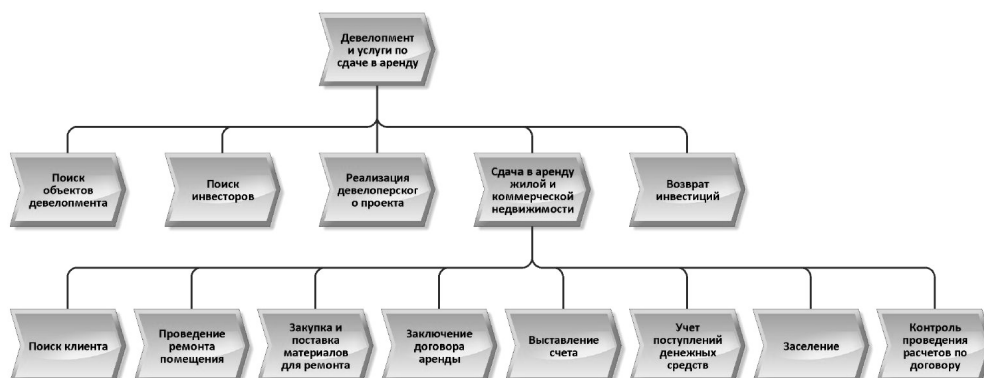 Девелопмент
и услуги по
сдаче в аренду
Поиск
объектов
девелопмента
Поиск
инвесторов
Реализация
девелоперског
о проекта
Сдача в аренду
жилой и
коммерческой
недвижимости
Возврат
инвестиций
Поиск клиента
Проведение
ремонта
помещения
Закупка и
поставка
материалов
для ремонта
Заключение
договора
аренды
Выставление
счета
Учет
поступлений
денежных
средств
Заселение
Контроль
проведения
расчетов по
договору